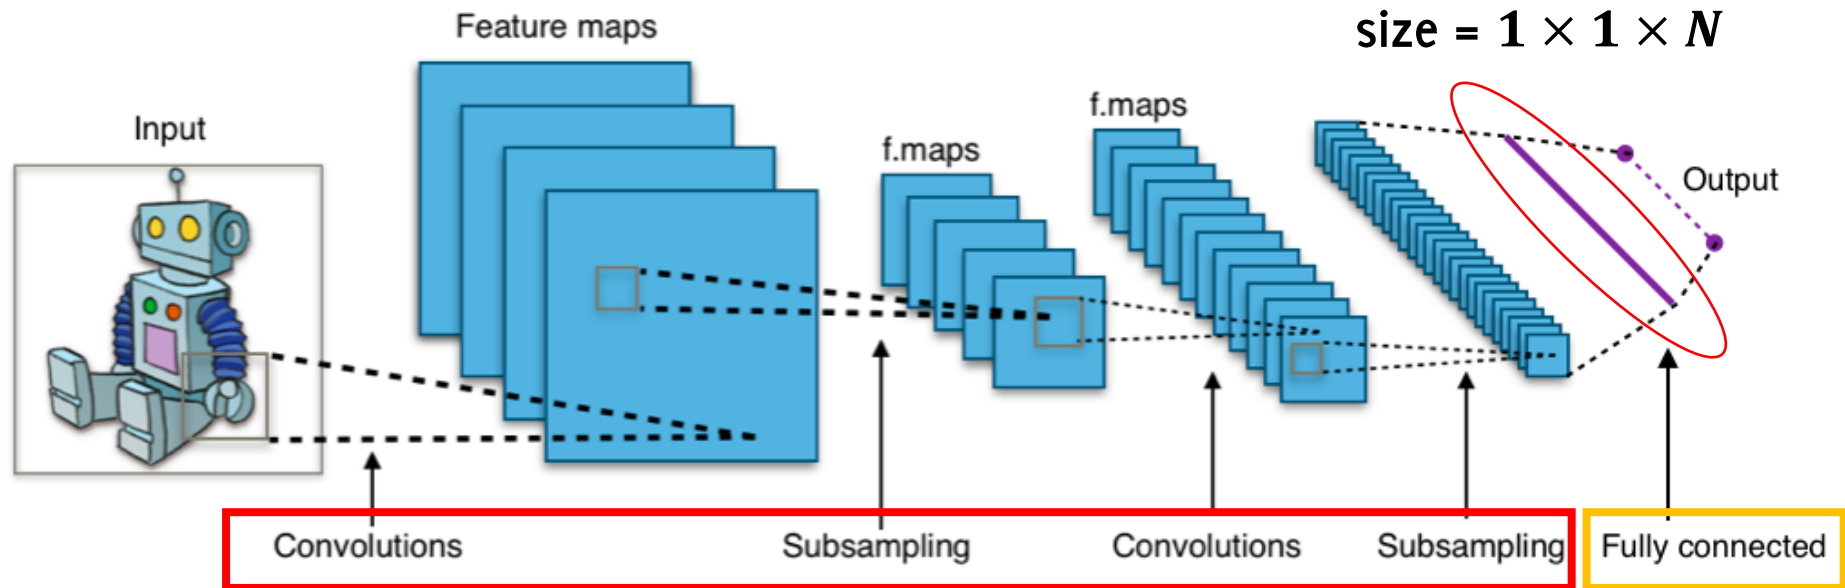 Feature maps
size = 1 × 1 × N
f.maps
Input
f.maps
Output
Convolutions
Subsampling
Convolutions
Subsampling
Fully connected